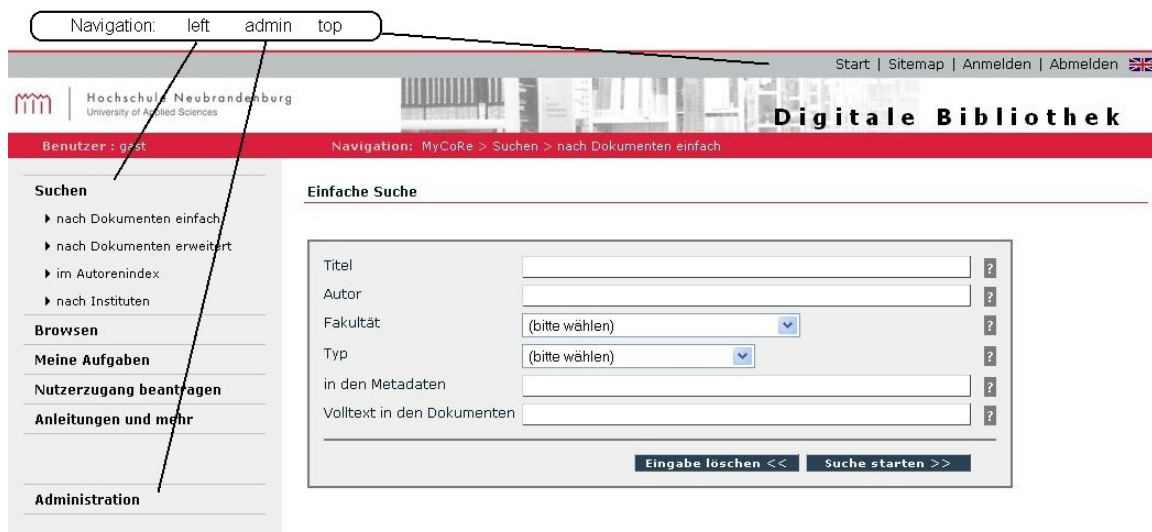 Navigation: left admin top
Start | Sitemap | Anmelden | Abmelden
Hochschule Neubrandenburg
University of Applied Sciences
Digitale Bibliothek
Benutzer : gast
Navigation: MyCoRe > Suchen > nach Dokumenten einfach
Suchen
nach Dokumenten einfach
nach Dokumenten erweitert
im Autorenindex
nach Instituten
Browsen
Meine Aufgaben
Nutzerzugang beantragen
Anleitungen und mehr
Administration
Einfache Suche
Titel ?
Autor ?
Fakultät (bitte wählen) ?
Typ (bitte wählen) ?
in den Metadaten ?
Volltext in den Dokumenten ?
Eingabe löschen << Suche starten >>